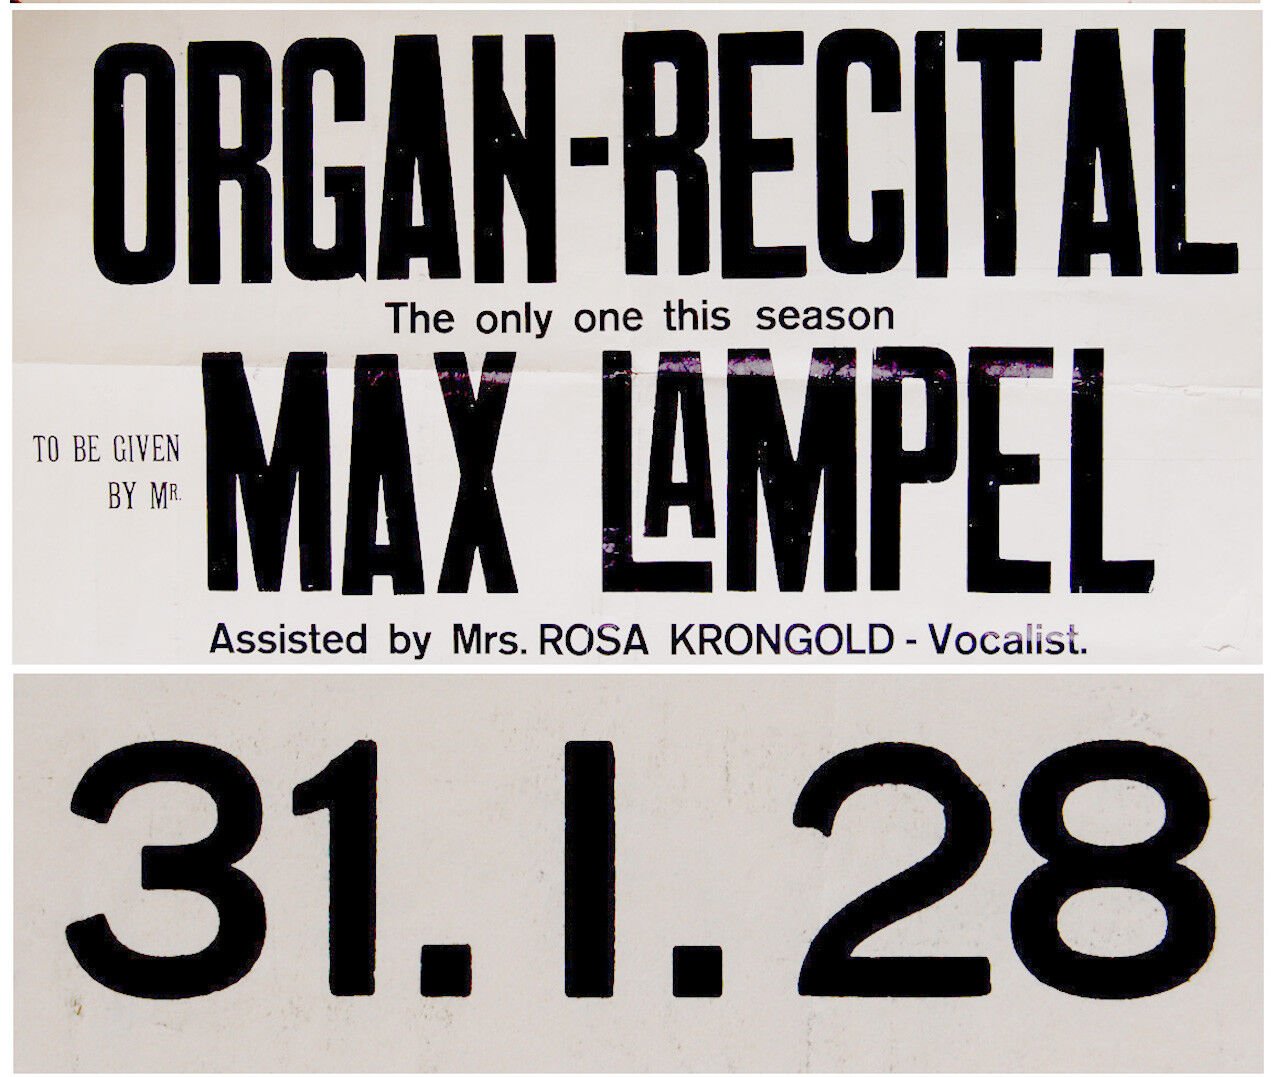 ORGAN-RECITAL
The only one this season
TO BE GIVEN
BY MR.
MAX LAMPEL
Assisted by Mrs. ROSA KRONGOLD - Vocalist.
31. I. 28